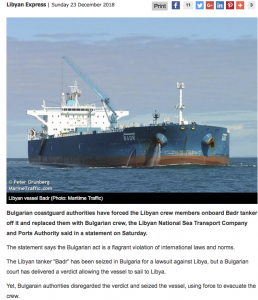 Libyan Express | Sunday 23 December 2018
Print
11
3
BADR
© Peter Grunberg
MarineTraffic.com
Libyan vessel Badr (Photo: Maritime Traffic)
Bulgarian coastguard authorities have forced the Libyan crew members onboard Badr tanker
off it and replaced them with Bulgarian crew, the Libyan National Sea Transport Company
and Ports Authority said in a statement on Saturday.
The statement says the Bulgarian act is a flagrant violation of international laws and norms.
The Libyan tanker "Badr" has been seized in Bulgaria for a lawsuit against Libya, but a Bulgarian
court has delivered a verdict allowing the vessel to sail to Libya.
Yet, Bulgarain authorities disregarded the verdict and seized the vessel, using force to evacuate
the crew.